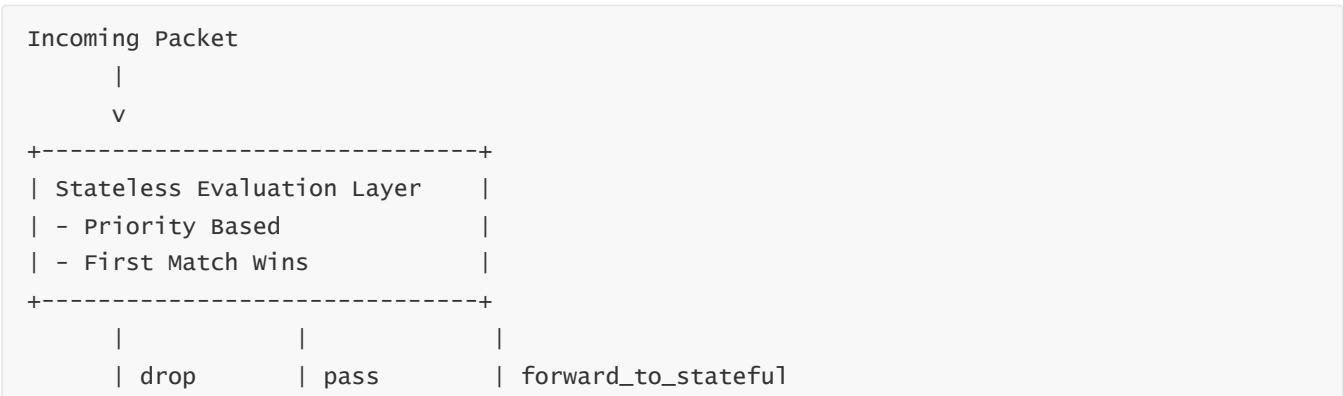 Incoming Packet
      |
      v
+-------------------------------+
| Stateless Evaluation Layer    |
| - Priority Based              |
| - First Match Wins            |
+-------------------------------+
      |            |             |
      | drop       | pass        | forward_to_stateful